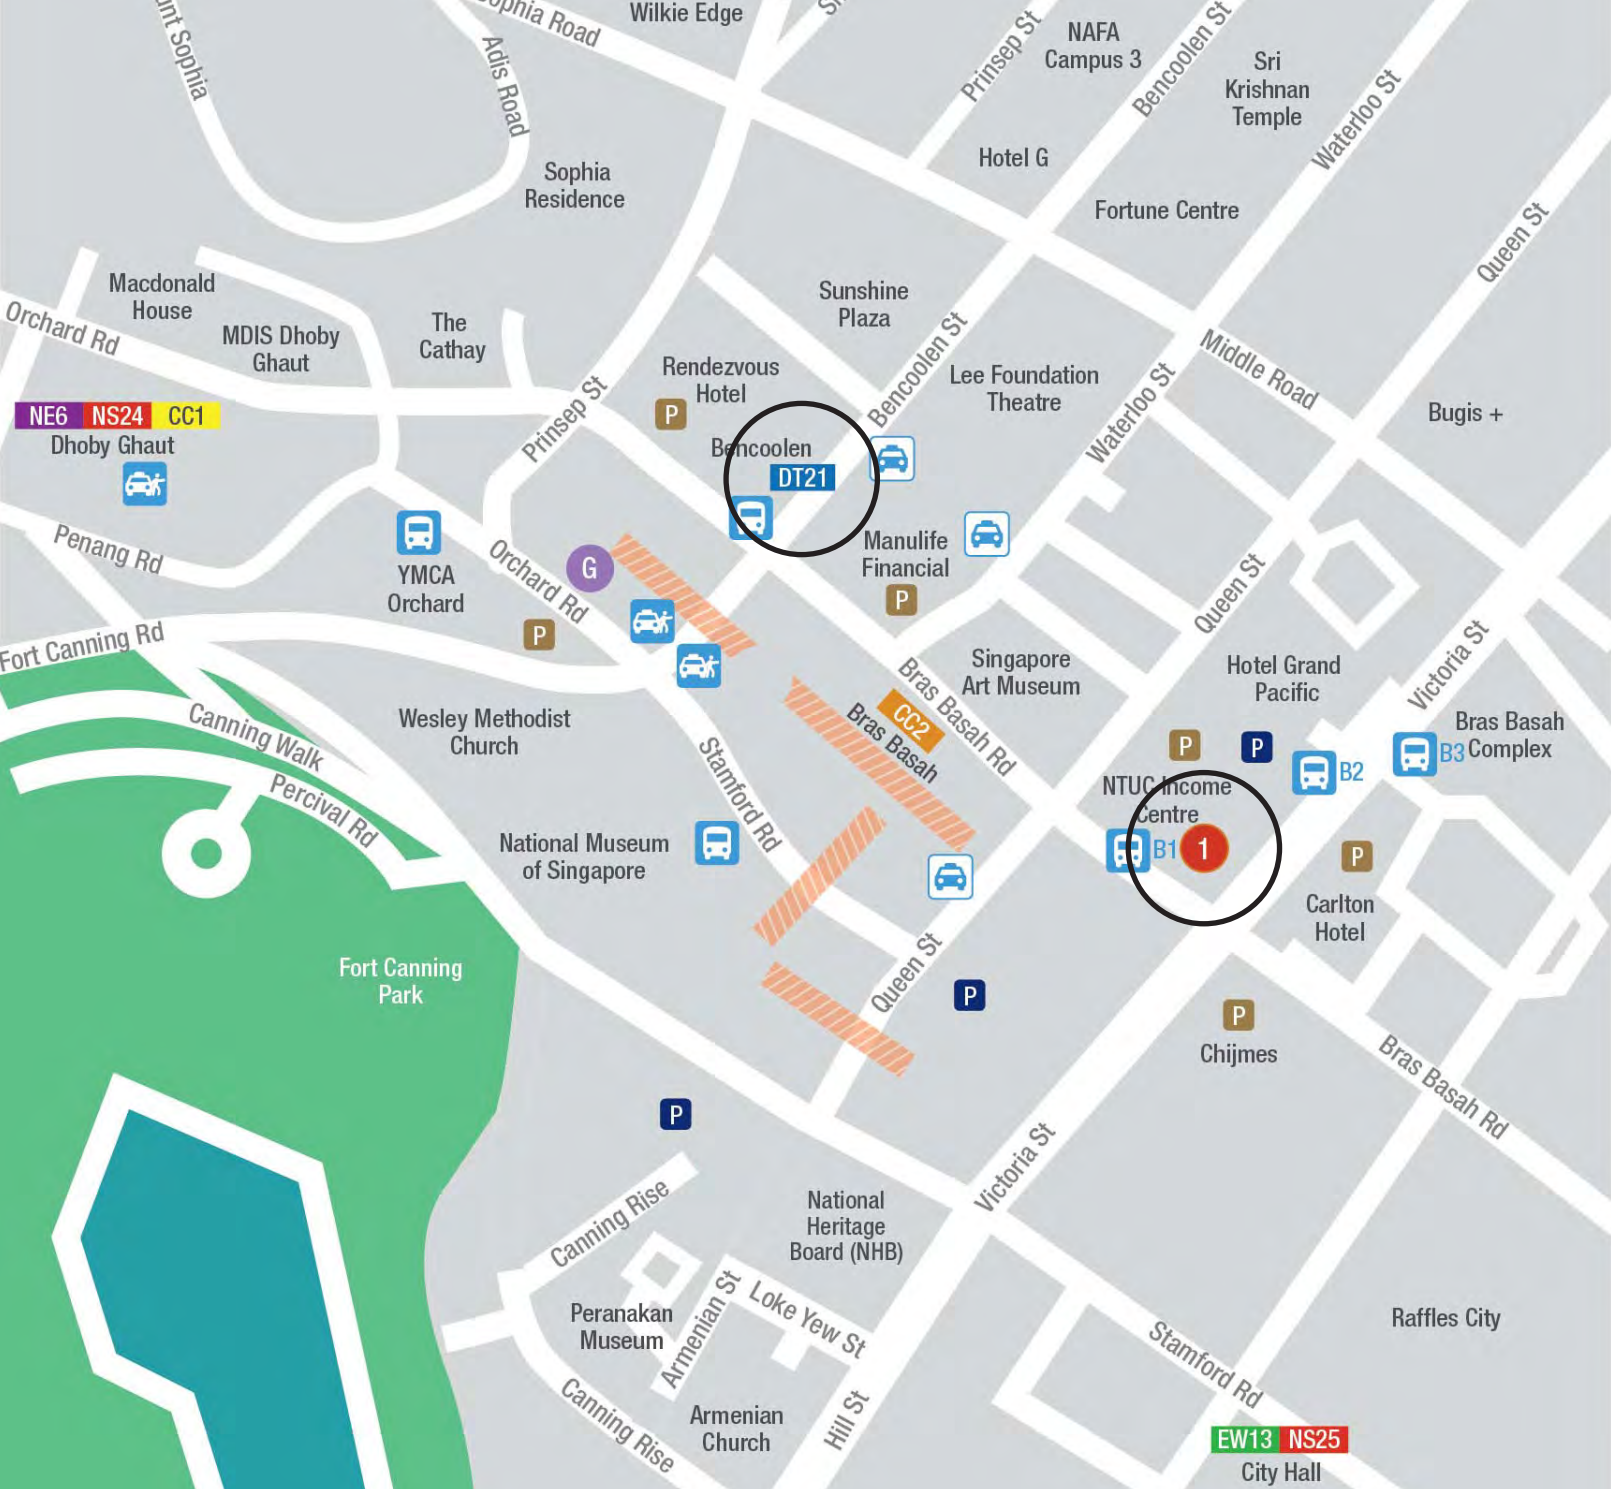 Wilkie Edge
Sophia Road
Adis Road
Prinsep St
NAFA
Campus 3
Bencoolen St
Sri
Krishnan
Temple
Waterloo St
Hotel G
Sophia
Residence
Fortune Centre
Queen St
Macdonald
House
Orchard Rd
MDIS Dhoby
Ghaut
The
Cathay
Sunshine
Plaza
Bencoolen St
Middle Road
Rendezvous
Hotel
P
Lee Foundation
Theatre
Waterloo St
Bugis +
NE6 NS24 CC1
Dhoby Ghaut
Prinsep St
Bencoolen
DT21
Penang Rd
YMCA
Orchard
Orchard Rd
G
Manulife
Financial
P
Queen St
P
Fort Canning Rd
Singapore
Art Museum
Hotel Grand
Pacific
Victoria St
Canning Walk
Wesley Methodist
Church
CC2
Bras Basah
Bras Basah Rd
P
P
B2
B3
Bras Basah
Complex
Percival Rd
Stamford Rd
NTUC Income
Centre
B1
1
P
National Museum
of Singapore
Carlton
Hotel
Fort Canning
Park
Queen St
P
P
Chijmes
Bras Basah Rd
P
Victoria St
Canning Rise
National
Heritage
Board (NHB)
Peranakan
Museum
Armenian St
Loke Yew St
Raffles City
Stamford Rd
Canning Rise
Armenian
Church
Hill St
EW13 NS25
City Hall